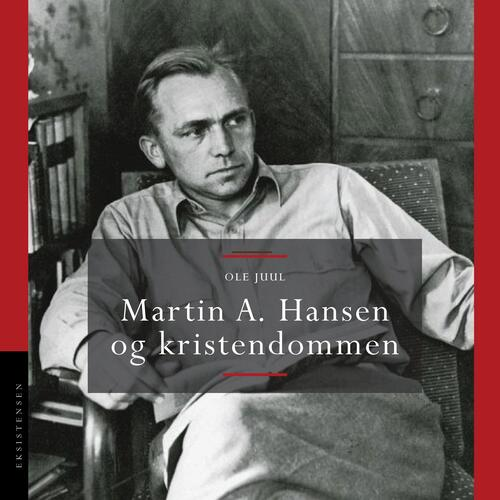 OLE JUUL
Martin A. Hansen
og kristendommen
EKSISTENSEN